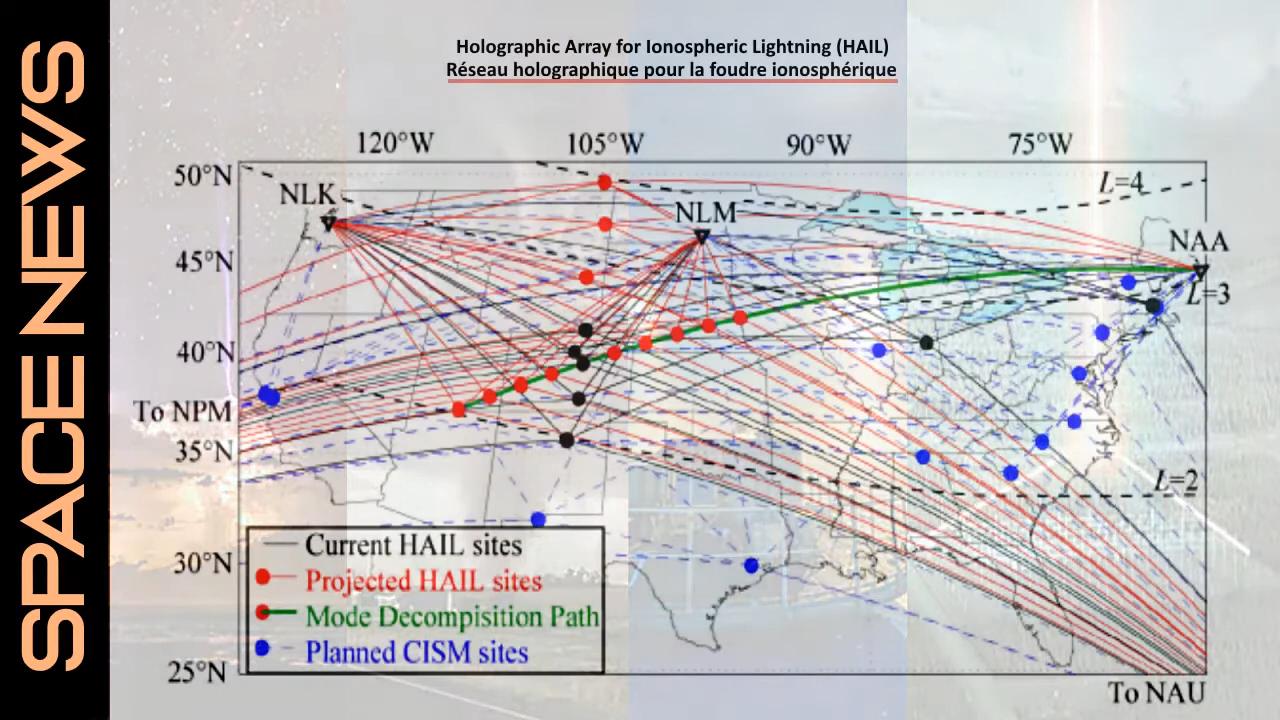 SPACE NEWS
Holographic Array for Ionospheric Lightning (HAIL)
Réseau holographique pour la foudre ionosphérique
120°W 105°W 90°W 75°W
50°N
NLK
NLM
L=4
NAA
45°N
L=3
40°N
To NPM
35°N
L=2
30°N
Current HAIL sites
Projected HAIL sites
Mode Decompisition Path
Planned CISM sites
25°N
To NAU